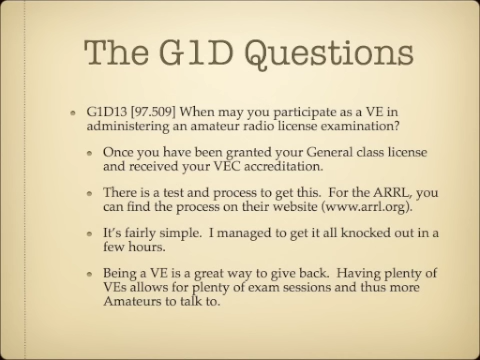 The G1D Questions
G1D13 [97.509] When may you participate as a VE in
administering an amateur radio license examination?
Once you have been granted your General class license
and received your VEC accreditation.
There is a test and process to get this. For the ARRL, you
can find the process on their website (www.arrl.org).
It's fairly simple. I managed to get it all knocked out in a
few hours.
Being a VE is a great way to give back. Having plenty of
VEs allows for plenty of exam sessions and thus more
Amateurs to talk to.